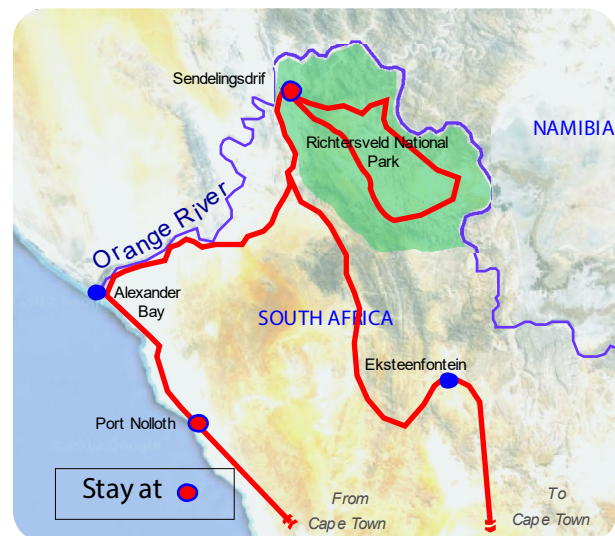 Sendelingsdrif
NAMIBIA
Richtersveld National
Park
Orange River
Alexander
Bay
SOUTH AFRICA
Eksteenfontein
Port Nolloth
Stay at
From
Cape Town
To
Cape Town